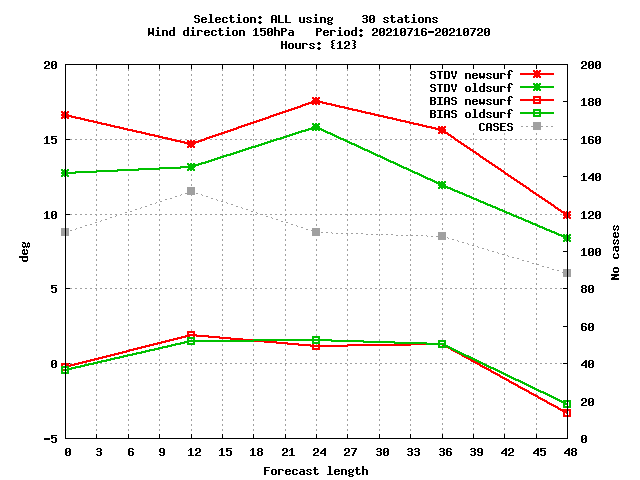 Selection: ALL using 30 stations
Wind direction 150hPa Period: 20210716-20210720
Hours: {12}
20 200
STDV newsurf
STDV oldsurf
BIAS newsurf
BIAS oldsurf
CASES
180
15 160
140
10 120
deg
No cases
100
5 80
60
0 40
20
-5 0
0 3 6 9 12 15 18 21 24 27 30 33 36 39 42 45 48
Forecast length